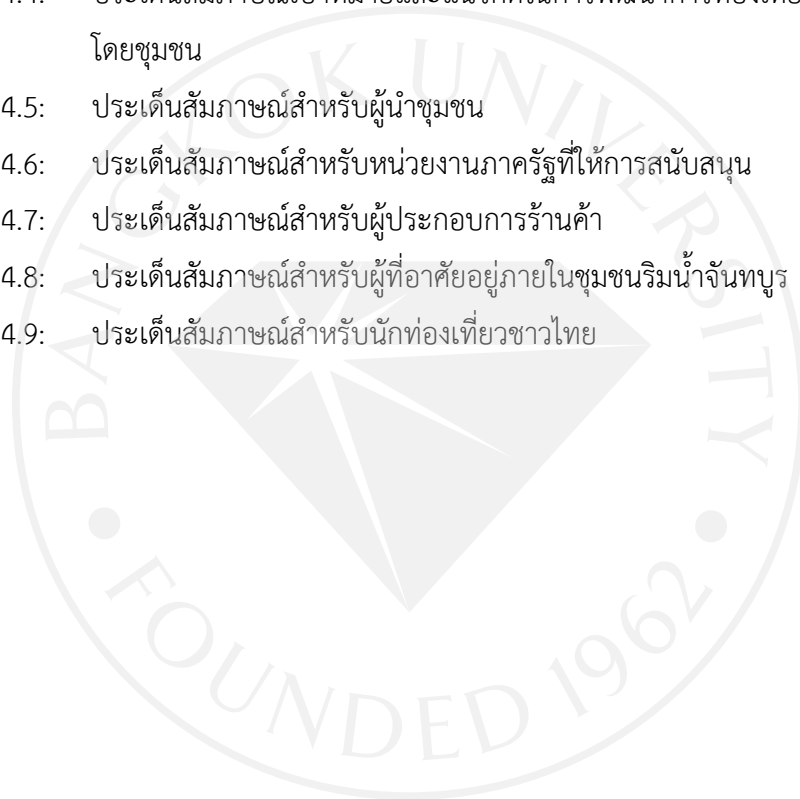 โดยชุมชน
4.5: ประเด็นสัมภาษณ์สำหรับผู้นำชุมชน
4.6: ประเด็นสัมภาษณ์สำหรับหน่วยงานภาครัฐที่ให้การสนับสนุน
4.7: ประเด็นสัมภาษณ์สำหรับผู้ประกอบการร้านค้า
4.8: ประเด็นสัมภาษณ์สำหรับผู้ที่อาศัยอยู่ภายในชุมชนริมน้ำจันทบูร
4.9: ประเด็นสัมภาษณ์สำหรับนักท่องเที่ยวชาวไทย
BANGKOK UNIVERSITY
FOUNDED 1962